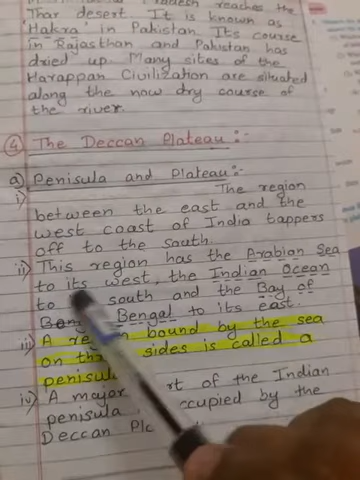 Pradesh reaches the
Thar desert. It is known as
'Hakra' in Pakistan. Its course
in Rajasthan and Pakistan has
dried up. Many sites of the
Harappan Civilization are situated
along the now dry course of
the river.
4 The Deccan Plateau :-
a) Penisula and Plateau :-
i) The region
between the east and the
west coast of India tappers
off to the south.
ii) This region has the Arabian Sea
to its west, the Indian Ocean
to south and the Bay of
Bengal to its east.
iii) A bound by the sea
on sides is called a
iv) A major of the Indian
penisula occupied by the
Deccan